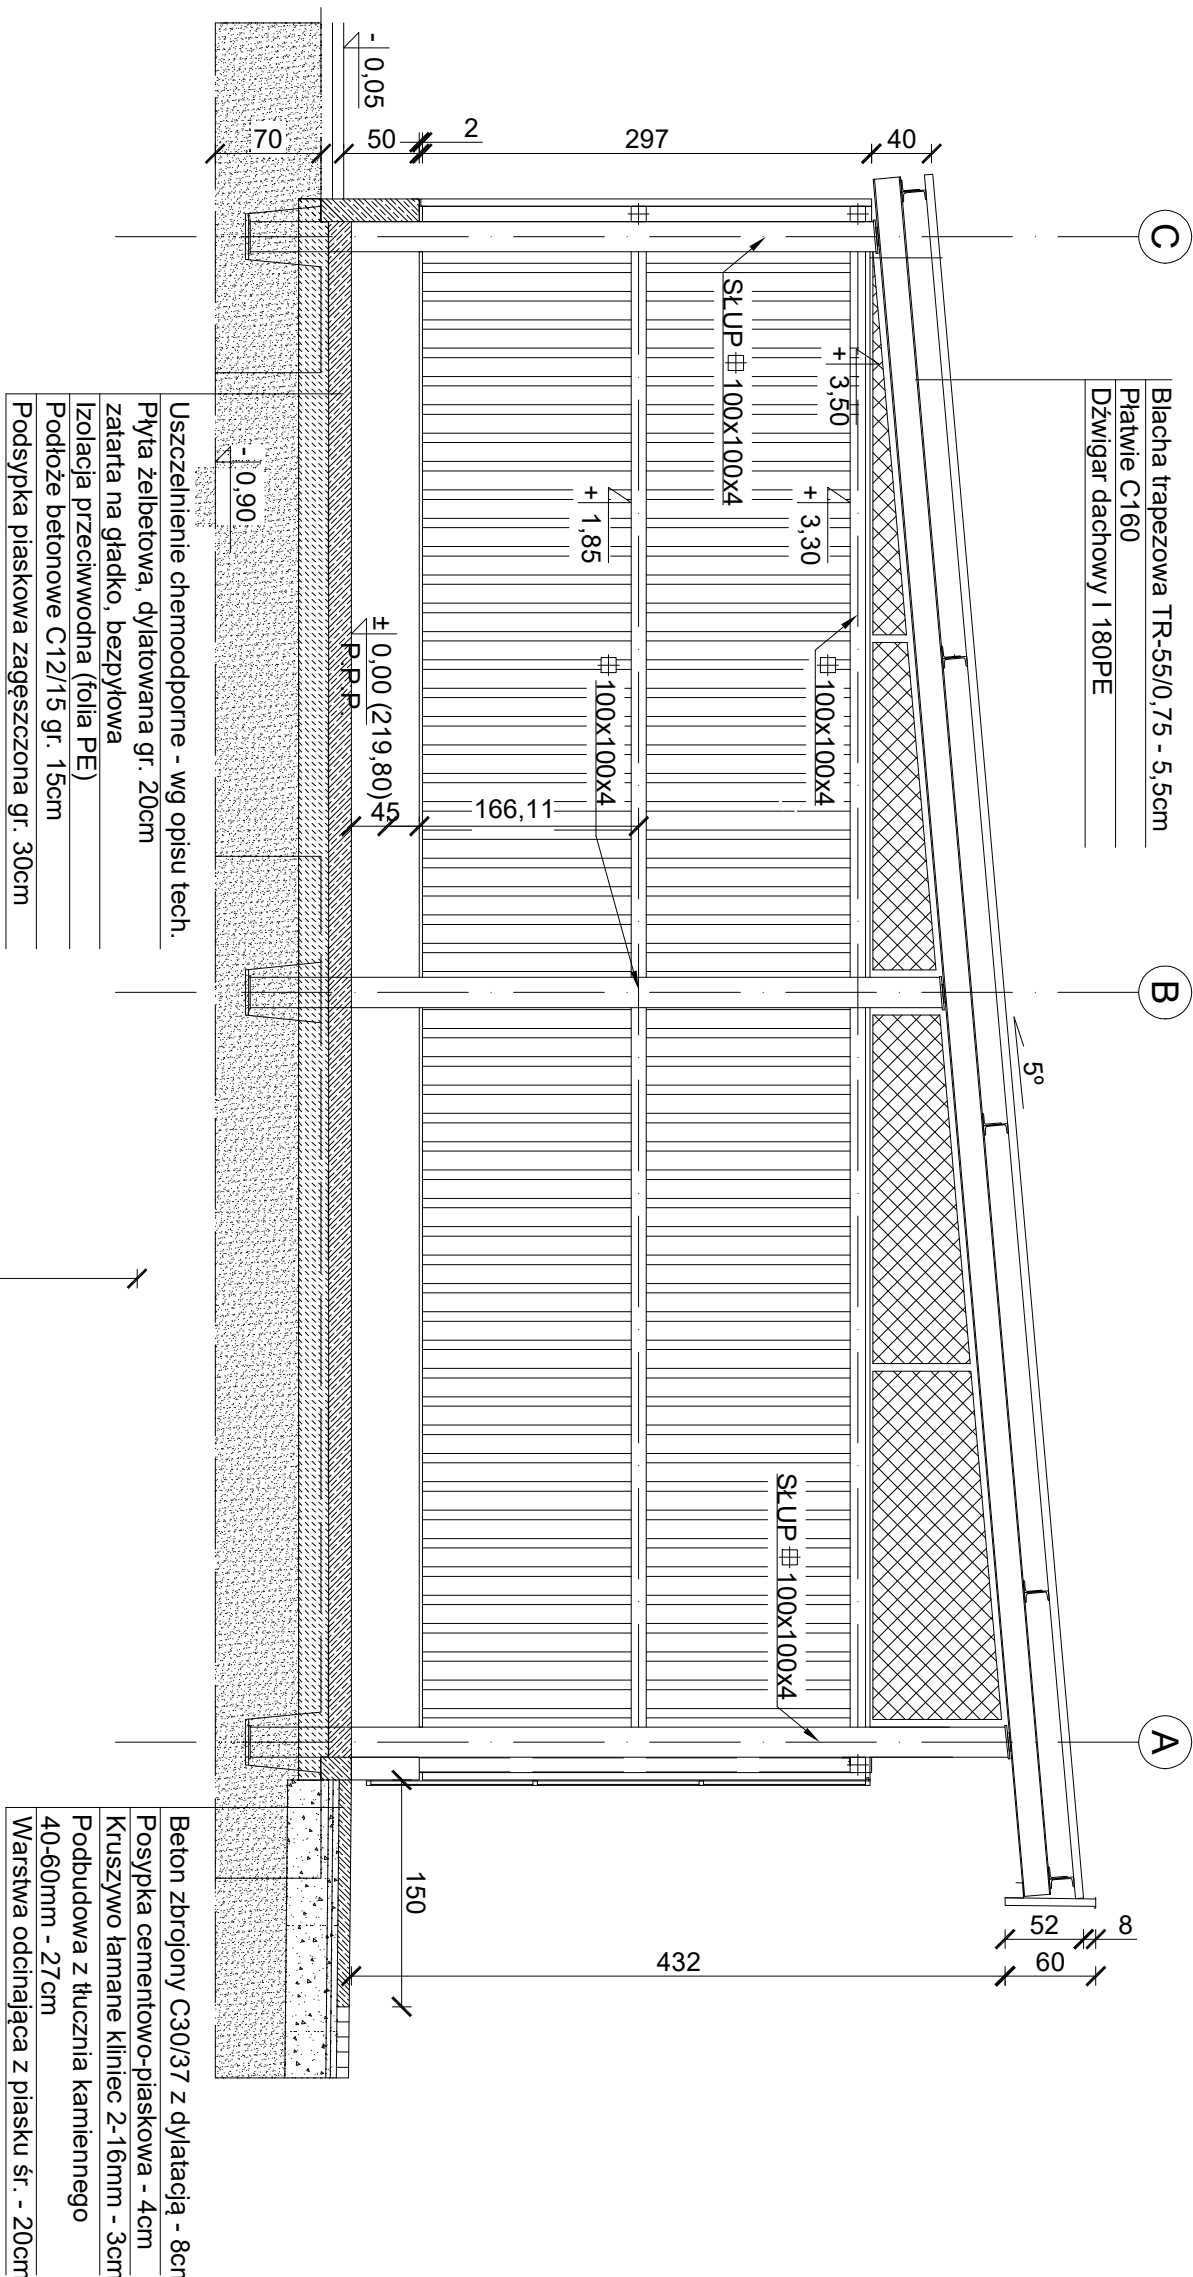 Blacha trapezowa TR-55/0,75 - 5,5cm
Płatwie C160
Dźwigar dachowy I 180PE
C
B
A
5º
40
297
2
50
70
- 0,05
+ 3,50
+ 3,30
+ 1,85
SŁUP 100x100x4
100x100x4
100x100x4
SŁUP 100x100x4
± 0,00 (219,80)
P.P.P.
166,11
45
- 0,90
8
52
60
432
150
Uszczelnienie chemoodporne - wg opisu tech.
Płyta żelbetowa, dylatowana gr. 20cm
zatarta na gładko, bezpyłowa
Izolacja przeciwwodna (folia PE)
Podłoże betonowe C12/15 gr. 15cm
Podsypka piaskowa zagęszczona gr. 30cm
Beton zbrojony C30/37 z dylatacją - 8cm
Posypka cementowo-piaskowa - 4cm
Kruszywo łamane kliniec 2-16mm - 3cm
Podbudowa z tłucznia kamiennego
40-60mm - 27cm
Warstwa odcinająca z piasku śr. - 20cm